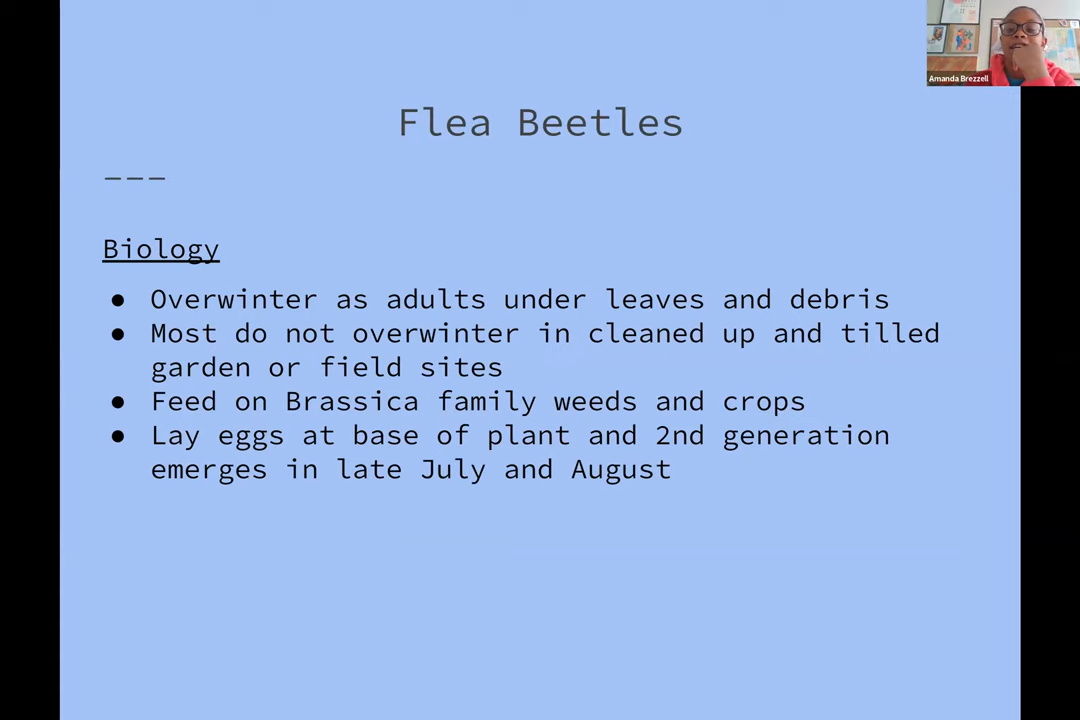 Amanda Brezzell
Flea Beetles
---
Biology
● Overwinter as adults under leaves and debris
● Most do not overwinter in cleaned up and tilled
garden or field sites
● Feed on Brassica family weeds and crops
● Lay eggs at base of plant and 2nd generation
emerges in late July and August